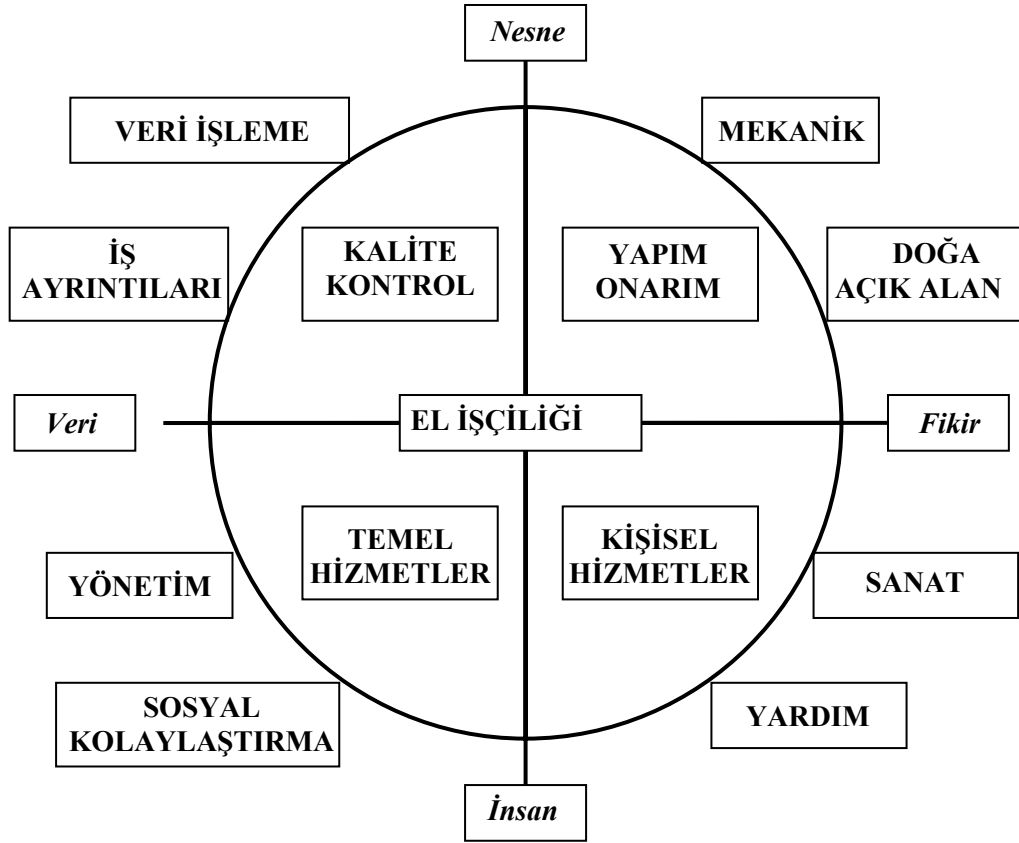 Nesne
VERİ İŞLEME
MEKANİK
İŞ
AYRINTILARI
KALİTE
KONTROL
YAPIM
ONARIM
DOĞA
AÇIK ALAN
Veri
EL İŞÇİLİĞİ
Fikir
TEMEL
HİZMETLER
KİŞİSEL
HİZMETLER
YÖNETİM
SANAT
SOSYAL
KOLAYLAŞTIRMA
YARDIM
İnsan